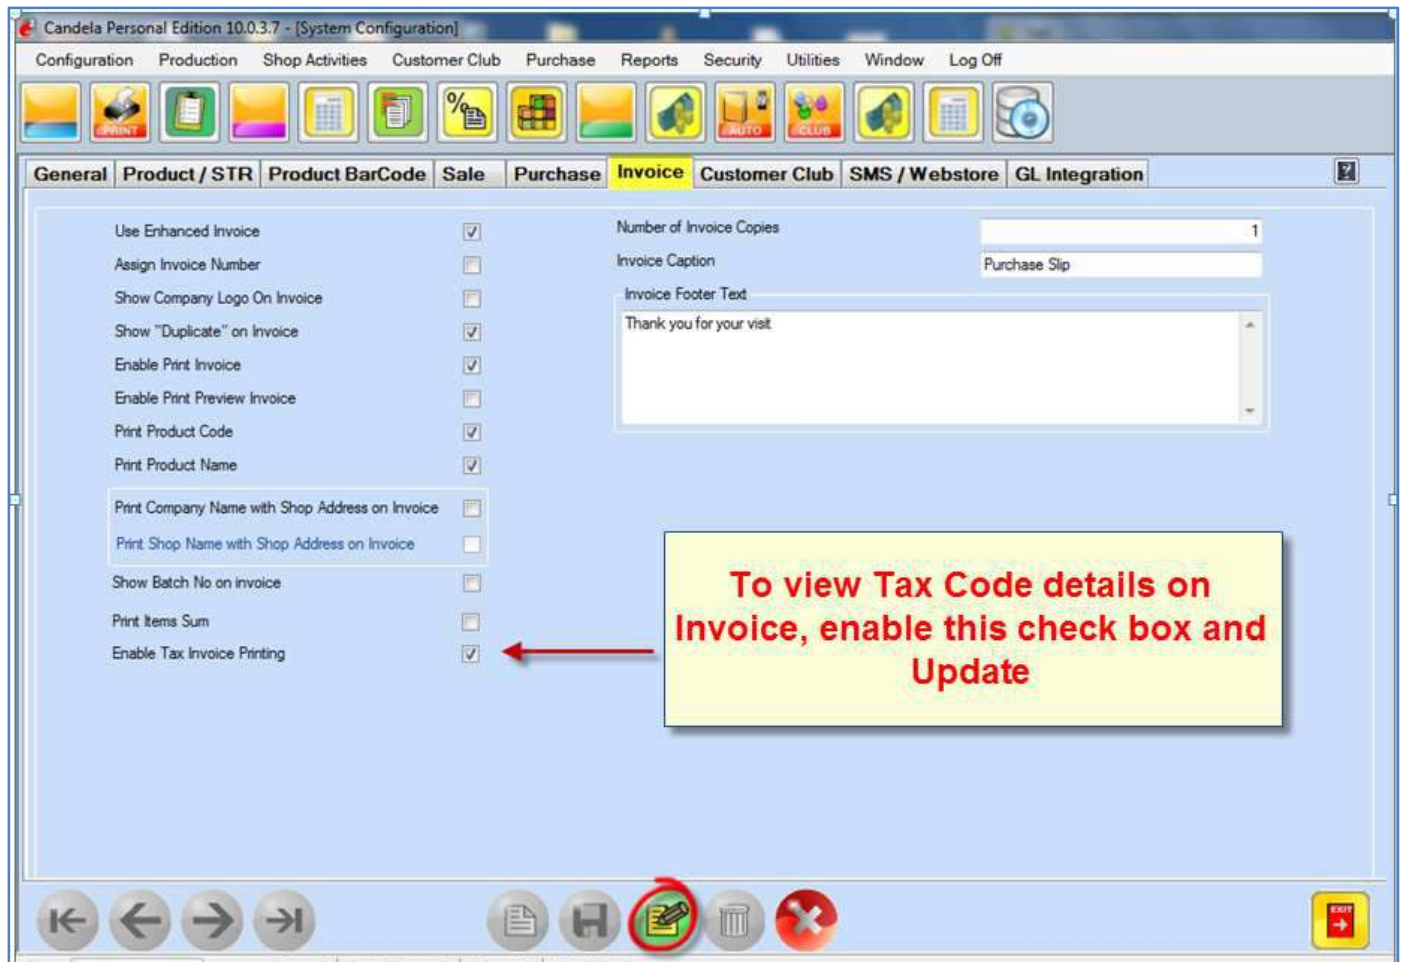 Candela Personal Edition 10.0.3.7 - [System Configuration]
Configuration Production Shop Activities Customer Club Purchase Reports Security Utilities Window Log Off
PRINT % AUTO CLUB
General Product / STR Product BarCode Sale Purchase Invoice Customer Club SMS / Webstore GL Integration ?
Use Enhanced Invoice
Number of Invoice Copies 1
Assign Invoice Number
Invoice Caption Purchase Slip
Show Company Logo On Invoice
Invoice Footer Text
Show "Duplicate" on Invoice
Thank you for your visit
Enable Print Invoice
Enable Print Preview Invoice
Print Product Code
Print Product Name
Print Company Name with Shop Address on Invoice
Print Shop Name with Shop Address on Invoice
Show Batch No on invoice
Print Items Sum
Enable Tax Invoice Printing
To view Tax Code details on
Invoice, enable this check box and
Update
EXIT